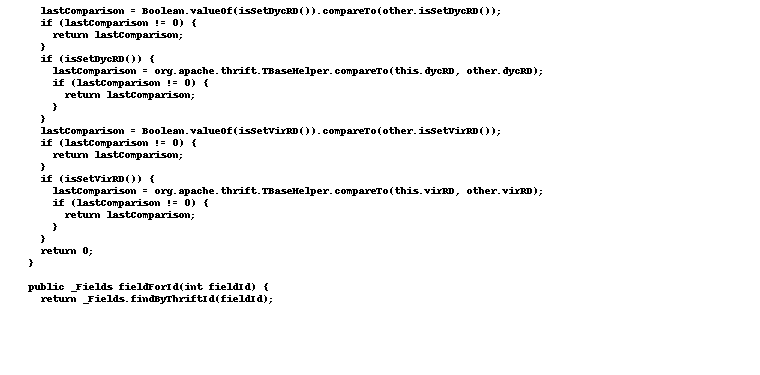 lastComparison = Boolean.valueOf(isSetDycRD()).compareTo(other.isSetDycRD());
if (lastComparison != 0) {
return lastComparison;
}
if (isSetDycRD()) {
lastComparison = org.apache.thrift.TBaseHelper.compareTo(this.dycRD, other.dycRD);
if (lastComparison != 0) {
return lastComparison;
}
}
lastComparison = Boolean.valueOf(isSetVirRD()).compareTo(other.isSetVirRD());
if (lastComparison != 0) {
return lastComparison;
}
if (isSetVirRD()) {
lastComparison = org.apache.thrift.TBaseHelper.compareTo(this.virRD, other.virRD);
if (lastComparison != 0) {
return lastComparison;
}
}
return 0;
}
public _Fields fieldForId(int fieldId) {
return _Fields.findByThriftId(fieldId);